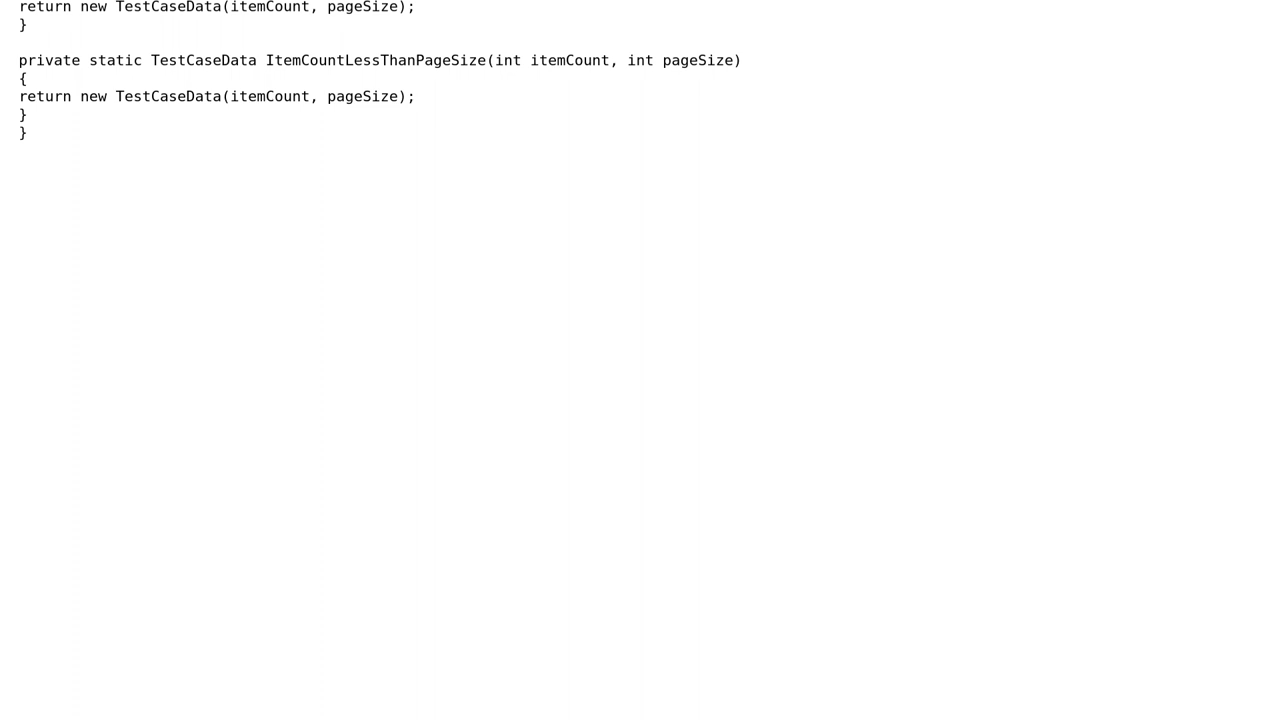 return new TestCaseData(itemCount, pageSize);
}
private static TestCaseData ItemCountLessThanPageSize(int itemCount, int pageSize)
{
return new TestCaseData(itemCount, pageSize);
}
}